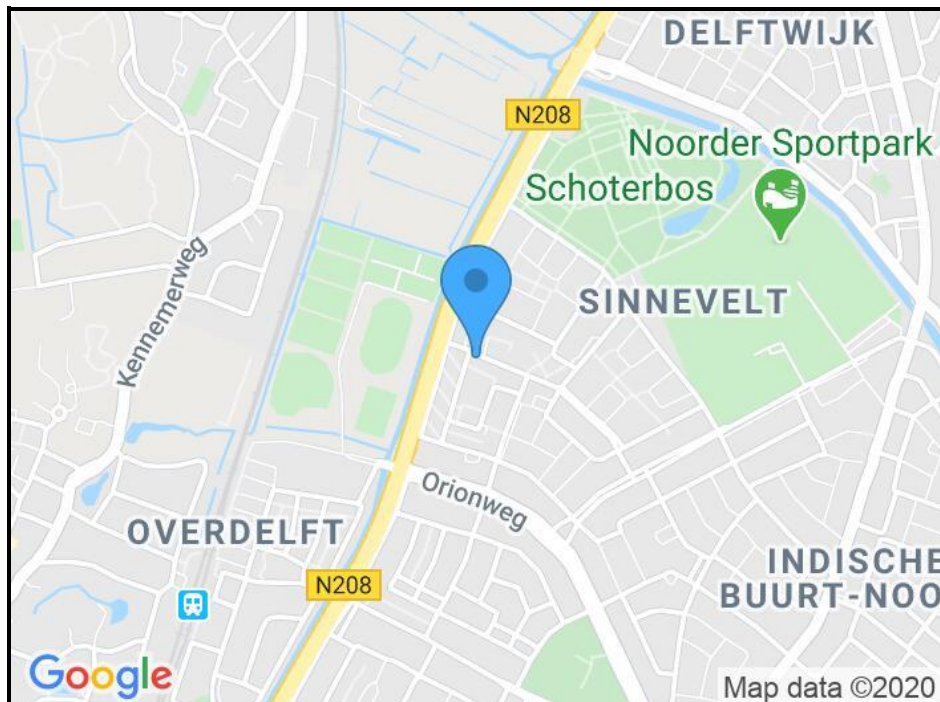 DELFTWIJK
N208
Noorder Sportpark
Schoterbos
Kennemerweg
SINNEVELT
Orionweg
OVERDELFT
INDISCHE
BUURT-NOO
N208
Google
Map data ©2020